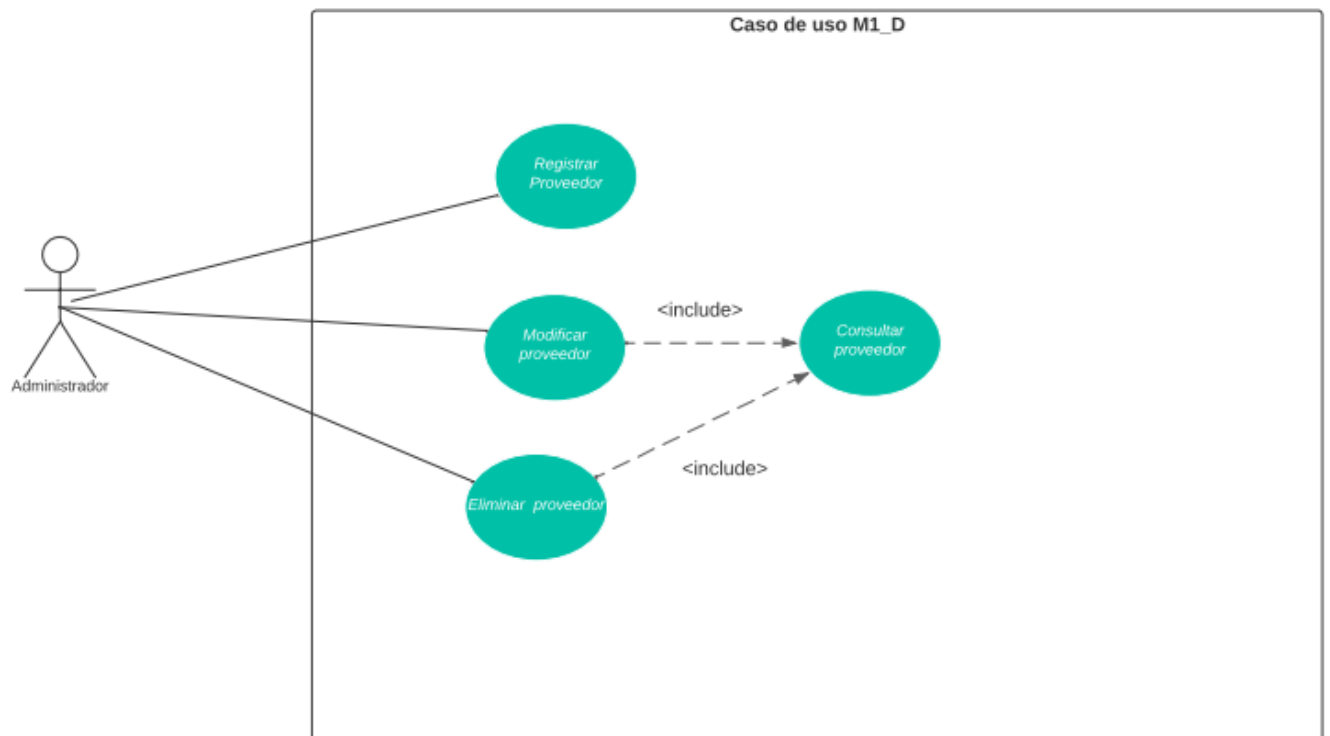 Caso de uso M1_D
Registrar
Proveedor
Administrador
Modificar
proveedor
<include>
Consultar
proveedor
Eliminar proveedor
<include>